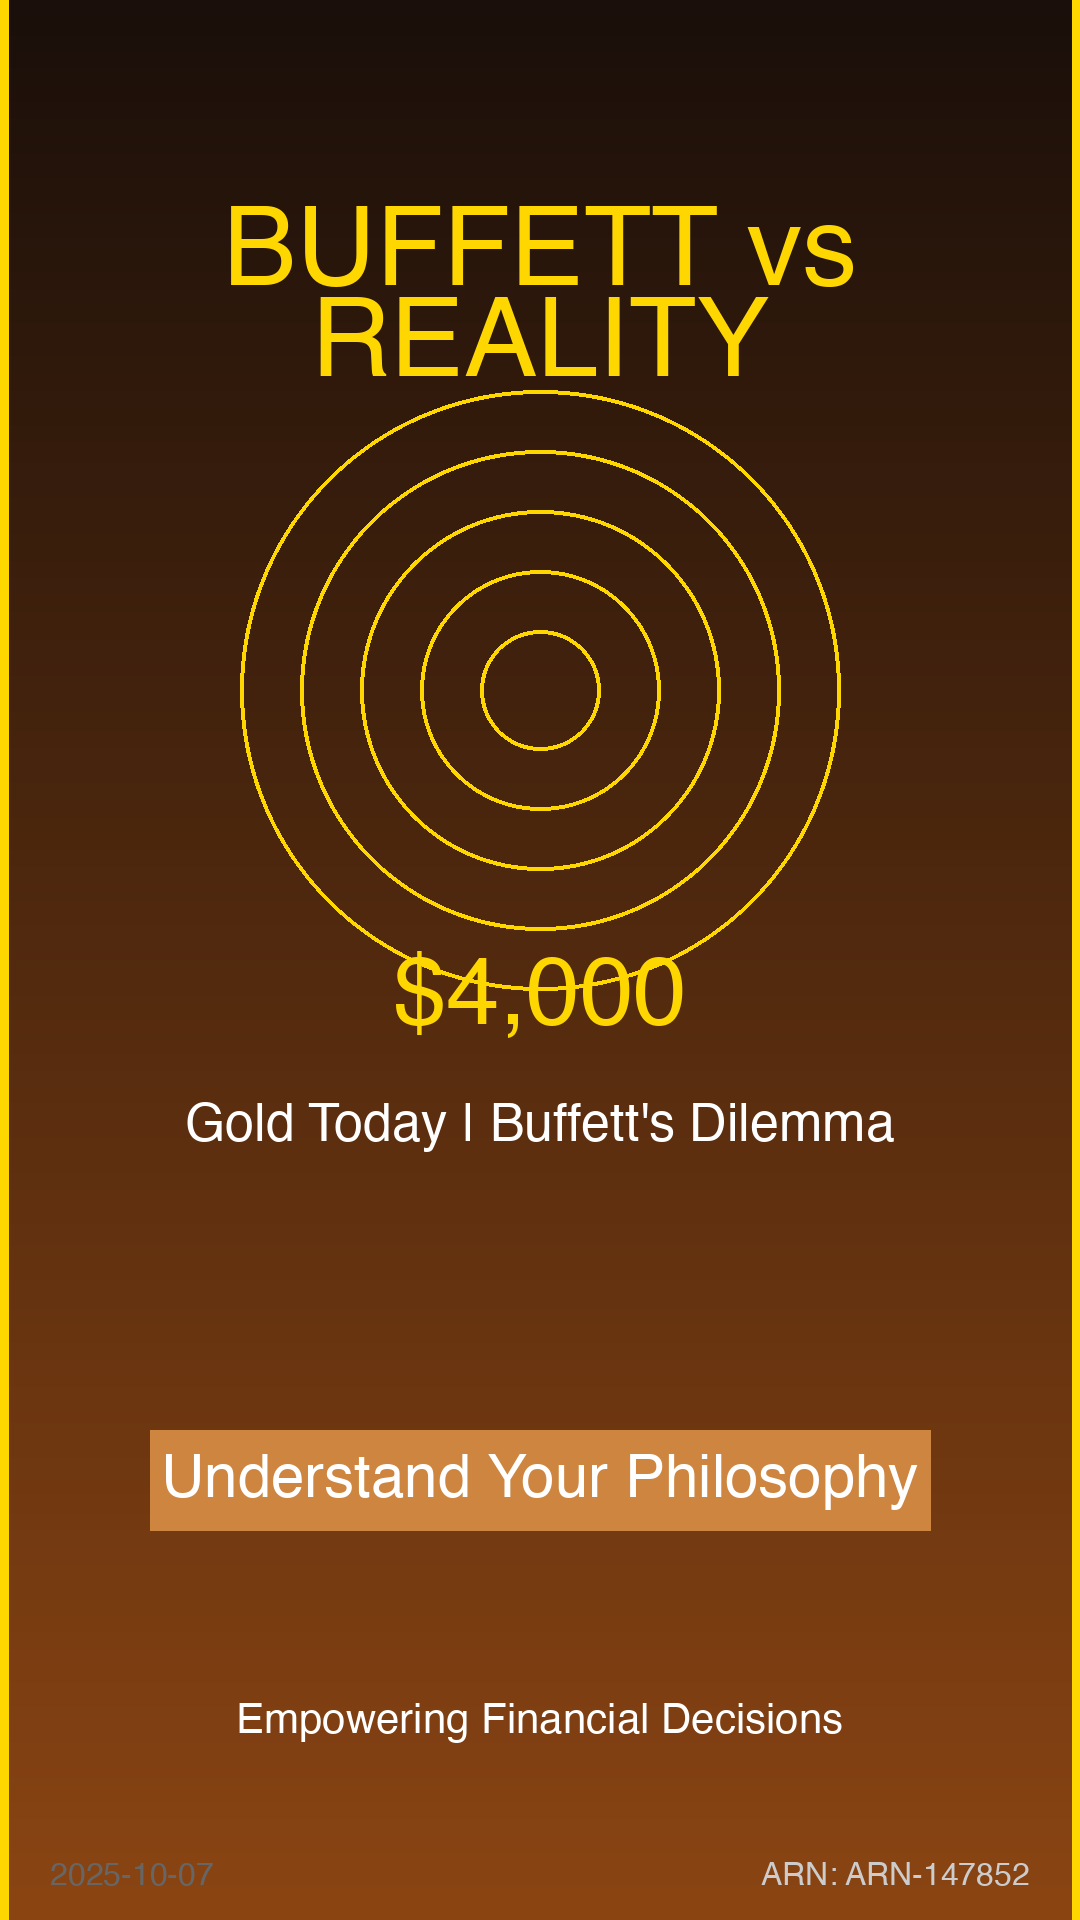 BUFFETT vs
REALITY
$4,000
Gold Today | Buffett's Dilemma
Understand Your Philosophy
Empowering Financial Decisions
2025-10-07
ARN: ARN-147852